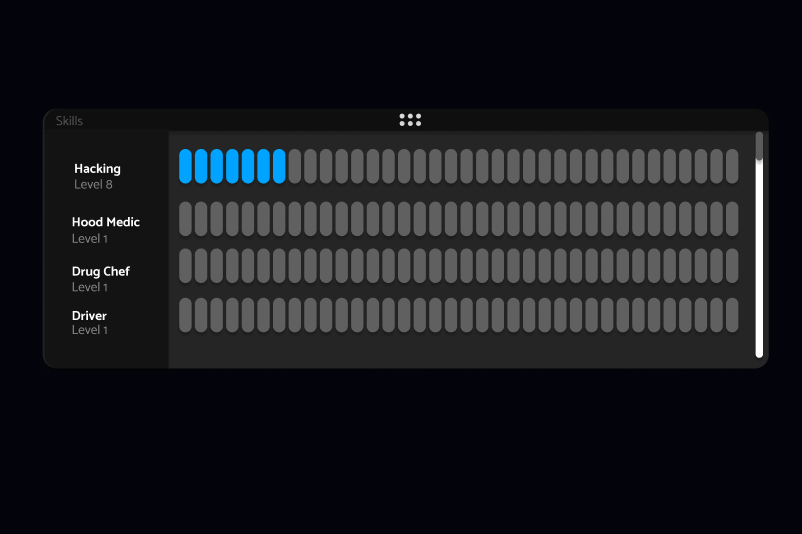 Skills
Hacking
Level 8
Hood Medic
Level 1
Drug Chef
Level 1
Driver
Level 1